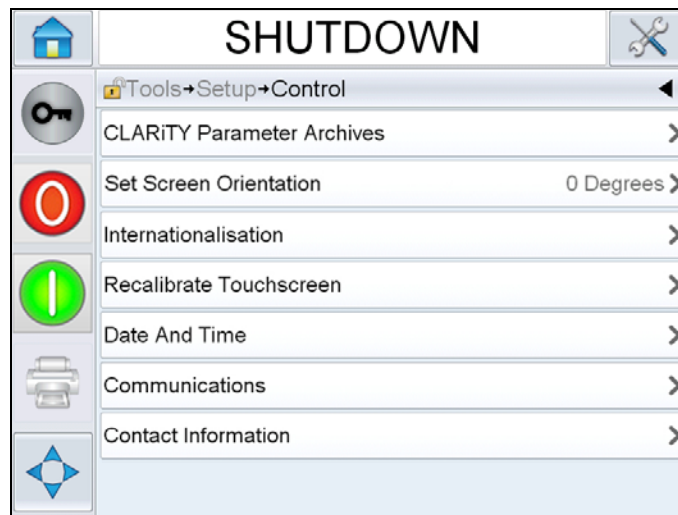 SHUTDOWN
Tools→Setup→Control
CLARiTY Parameter Archives
Set Screen Orientation 0 Degrees
Internationalisation
Recalibrate Touchscreen
Date And Time
Communications
Contact Information